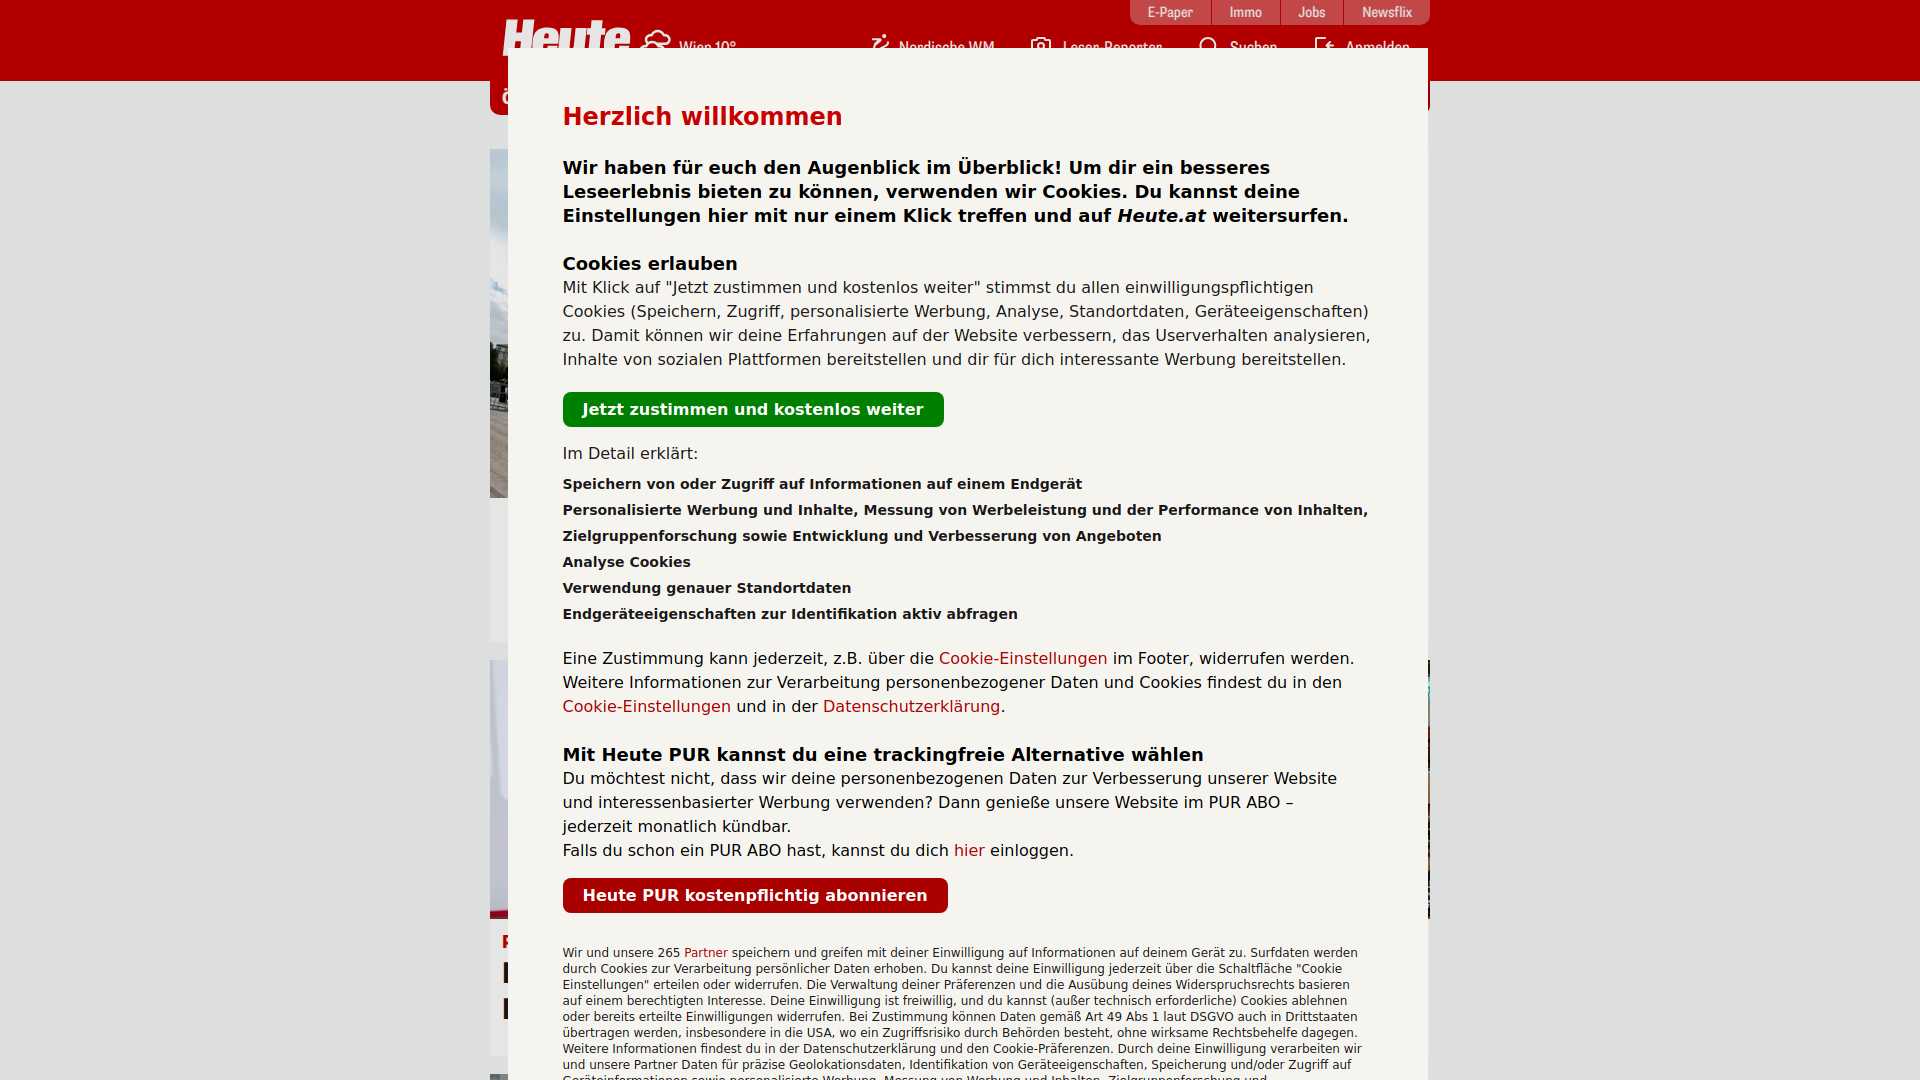 E-Paper Immo Jobs Newsflix
Heute Wien 10° Nordische WM Leser-Reporter Suchen Anmelden
Herzlich willkommen
Wir haben für euch den Augenblick im Überblick! Um dir ein besseres
Leseerlebnis bieten zu können, verwenden wir Cookies. Du kannst deine
Einstellungen hier mit nur einem Klick treffen und auf Heute.at weitersurfen.
Cookies erlauben
Mit Klick auf "Jetzt zustimmen und kostenlos weiter" stimmst du allen einwilligungspflichtigen
Cookies (Speichern, Zugriff, personalisierte Werbung, Analyse, Standortdaten, Geräteeigenschaften)
zu. Damit können wir deine Erfahrungen auf der Website verbessern, das Userverhalten analysieren,
Inhalte von sozialen Plattformen bereitstellen und dir für dich interessante Werbung bereitstellen.
Jetzt zustimmen und kostenlos weiter
Im Detail erklärt:
Speichern von oder Zugriff auf Informationen auf einem Endgerät
Personalisierte Werbung und Inhalte, Messung von Werbeleistung und der Performance von Inhalten,
Zielgruppenforschung sowie Entwicklung und Verbesserung von Angeboten
Analyse Cookies
Verwendung genauer Standortdaten
Endgeräteeigenschaften zur Identifikation aktiv abfragen
Eine Zustimmung kann jederzeit, z.B. über die Cookie-Einstellungen im Footer, widerrufen werden.
Weitere Informationen zur Verarbeitung personenbezogener Daten und Cookies findest du in den
Cookie-Einstellungen und in der Datenschutzerklärung.
Mit Heute PUR kannst du eine trackingfreie Alternative wählen
Du möchtest nicht, dass wir deine personenbezogenen Daten zur Verbesserung unserer Website
und interessenbasierter Werbung verwenden? Dann genieße unsere Website im PUR ABO –
jederzeit monatlich kündbar.
Falls du schon ein PUR ABO hast, kannst du dich hier einloggen.
Heute PUR kostenpflichtig abonnieren
Wir und unsere 265 Partner speichern und greifen mit deiner Einwilligung auf Informationen auf deinem Gerät zu. Surfdaten werden
durch Cookies zur Verarbeitung persönlicher Daten erhoben. Du kannst deine Einwilligung jederzeit über die Schaltfläche "Cookie
Einstellungen" erteilen oder widerrufen. Die Verwaltung deiner Präferenzen und die Ausübung deines Widerspruchsrechts basieren
auf einem berechtigten Interesse. Deine Einwilligung ist freiwillig, und du kannst (außer technisch erforderliche) Cookies ablehnen
oder bereits erteilte Einwilligungen widerrufen. Bei Zustimmung können Daten gemäß Art 49 Abs 1 laut DSGVO auch in Drittstaaten
übertragen werden, insbesondere in die USA, wo ein Zugriffsrisiko durch Behörden besteht, ohne wirksame Rechtsbehelfe dagegen.
Weitere Informationen findest du in der Datenschutzerklärung und den Cookie-Präferenzen. Durch deine Einwilligung verarbeiten wir
und unsere Partner Daten für präzise Geolokationsdaten, Identifikation von Geräteeigenschaften, Speicherung und/oder Zugriff auf
Geräteinformationen sowie personalisierte Werbung, Messung von Werbung und Inhalten, Zielgruppenforschung und